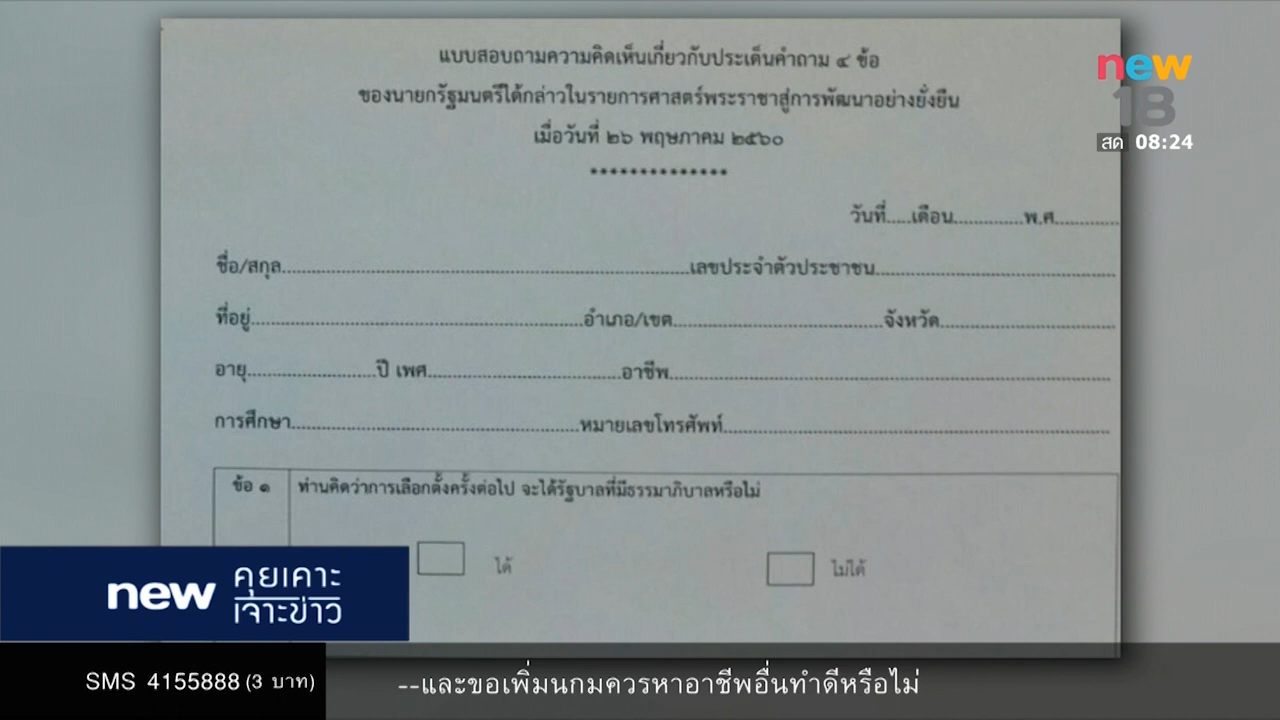 แบบสอบถามความคิดเห็นเกี่ยวกับประเด็นคำถาม ๔ ข้อ
ของนายกรัฐมนตรีได้กล่าวในรายการศาสตร์พระราชาสู่การพัฒนาอย่างยั่งยืน
เมื่อวันที่ ๒๖ พฤษภาคม ๒๕๖๐
**************
new
18
สด 08:24
วันที่.....เดือน..............พ.ศ.............
ชื่อ/สกุล..........................................................เลขประจำตัวประชาชน..................................
ที่อยู่................................................อำเภอ/เขต..............................จังหวัด.........................
อายุ...................ปี เพศ............................อาชีพ...............................................................
การศึกษา..........................................หมายเลขโทรศัพท์.......................................................
ข้อ ๑ ท่านคิดว่าการเลือกตั้งครั้งต่อไป จะได้รัฐบาลที่มีธรรมาภิบาลหรือไม่
ได้ ไม่ได้
new คุยเคาะ
เจาะข่าว
SMS 4155888 (3 บาท) --และขอเพิ่มนกมควรหาอาชีพอื่นทำดีหรือไม่